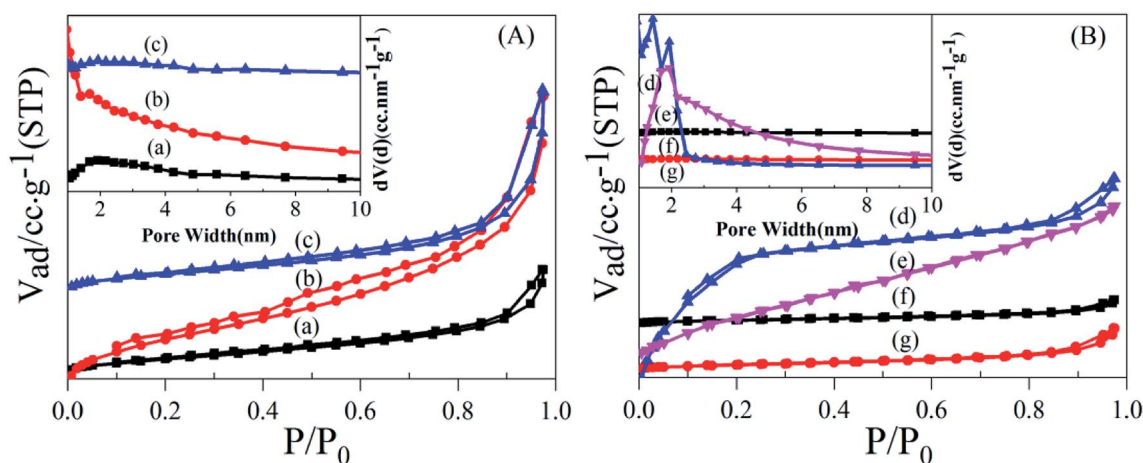 (A)
V_ad/cc·g⁻¹(STP)
dV(d)(cc.nm⁻¹g⁻¹)
(c)
(b)
(a)
2 4 6 8 10
Pore Width(nm)
(c)
(b)
(a)
0.0 0.2 0.4 0.6 0.8 1.0
P/P₀
(B)
V_ad/cc·g⁻¹(STP)
dV(d)(cc.nm⁻¹g⁻¹)
(d)
(e)
(f)
(g)
2 4 6 8 10
Pore Width(nm)
(d)
(e)
(f)
(g)
0.0 0.2 0.4 0.6 0.8 1.0
P/P₀